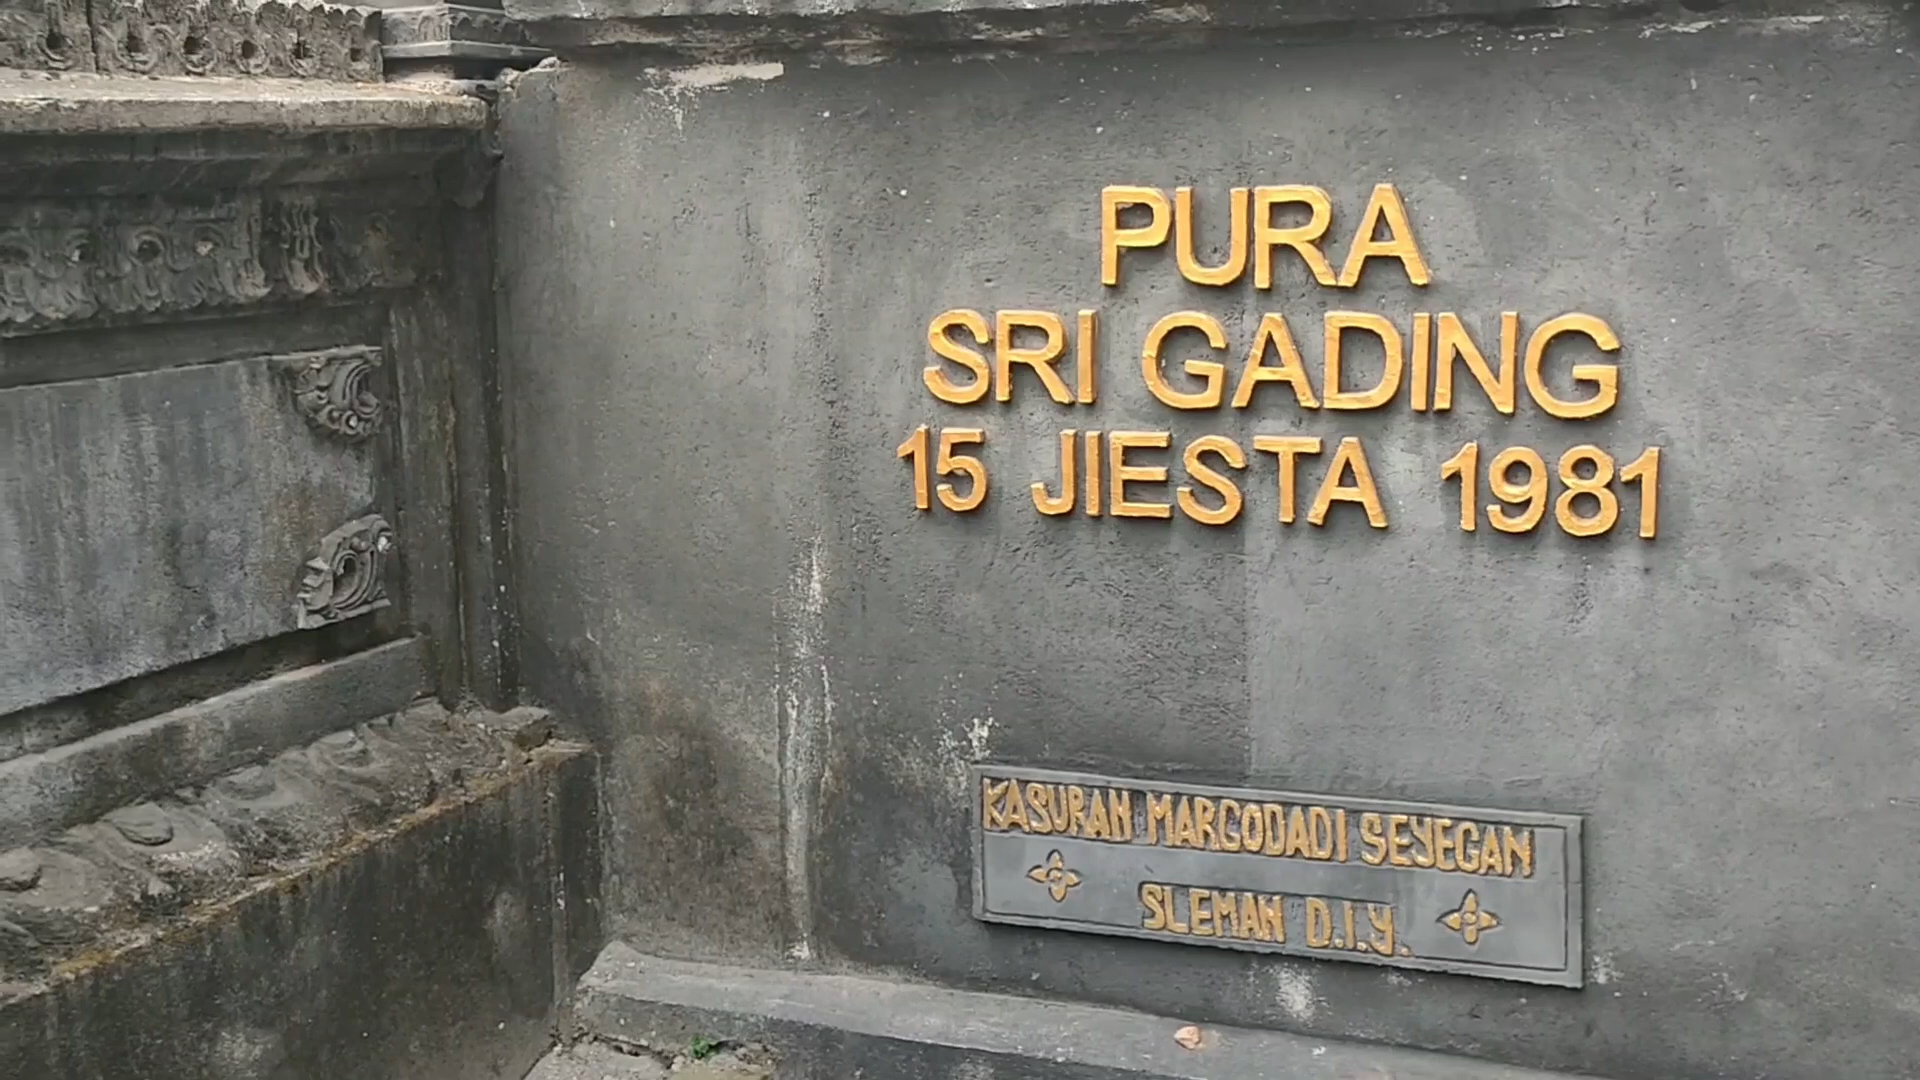 PURA
SRI GADING
15 JIESTA 1981
KASURAN MARGODADI SEYEGAN
SLEMAN D.I.Y.